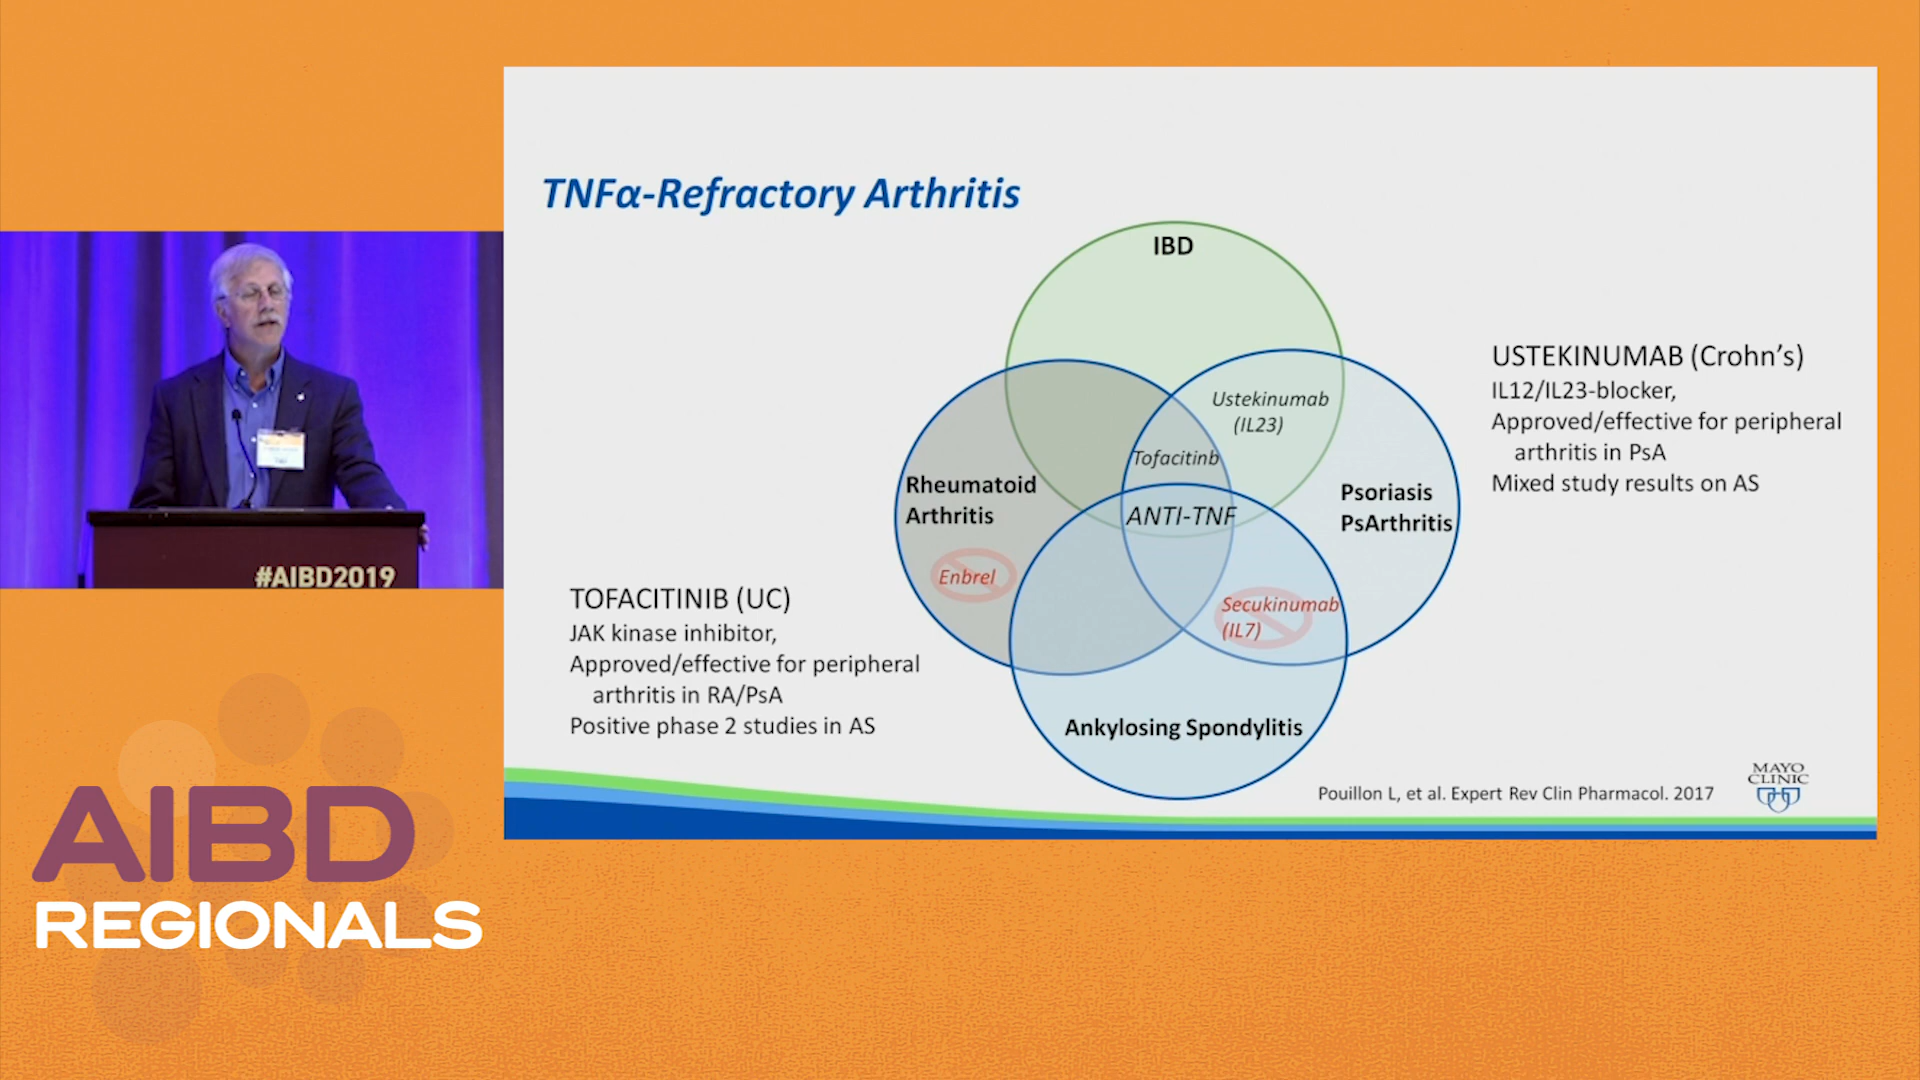 TNFα-Refractory Arthritis
IBD
Ustekinumab
(IL23)
Tofacitinb
Rheumatoid
Arthritis
ANTI-TNF
Psoriasis
PsArthritis
Enbrel
Secukinumab
(IL7)
Ankylosing Spondylitis
USTEKINUMAB (Crohn's)
IL12/IL23-blocker,
Approved/effective for peripheral
arthritis in PsA
Mixed study results on AS
TOFACITINIB (UC)
JAK kinase inhibitor,
Approved/effective for peripheral
arthritis in RA/PsA
Positive phase 2 studies in AS
Pouillon L, et al. Expert Rev Clin Pharmacol. 2017
MAYO
CLINIC
#AIBD2019
AIBD
REGIONALS